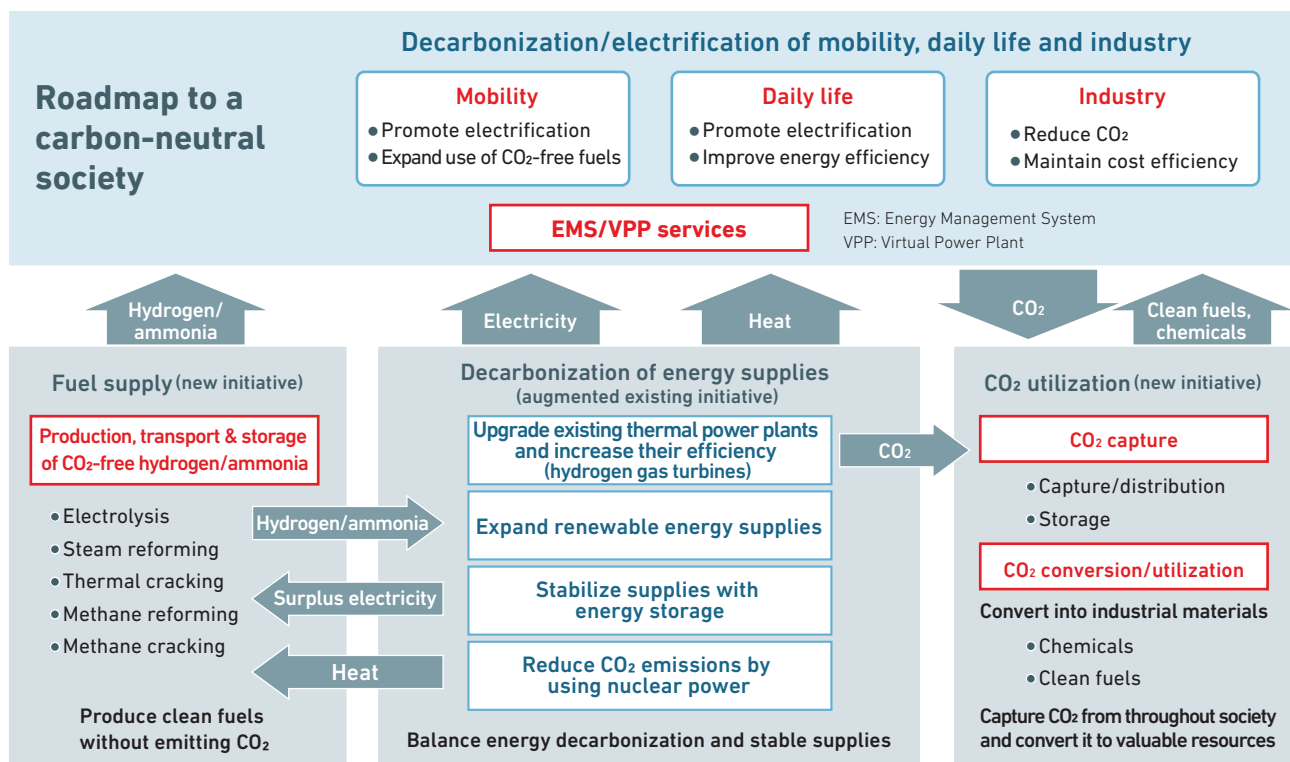 Roadmap to a
carbon-neutral
society
Decarbonization/electrification of mobility, daily life and industry
Mobility
• Promote electrification
• Expand use of CO₂-free fuels
Daily life
• Promote electrification
• Improve energy efficiency
Industry
• Reduce CO₂
• Maintain cost efficiency
EMS/VPP services
EMS: Energy Management System
VPP: Virtual Power Plant
Hydrogen/
ammonia
Electricity
Heat
CO₂
Clean fuels,
chemicals
Fuel supply (new initiative)
Production, transport & storage
of CO₂-free hydrogen/ammonia
• Electrolysis
• Steam reforming
• Thermal cracking
• Methane reforming
• Methane cracking
Produce clean fuels
without emitting CO₂
Hydrogen/ammonia
Surplus electricity
Heat
Decarbonization of energy supplies
(augmented existing initiative)
Upgrade existing thermal power plants
and increase their efficiency
(hydrogen gas turbines)
Expand renewable energy supplies
Stabilize supplies with
energy storage
Reduce CO₂ emissions by
using nuclear power
Balance energy decarbonization and stable supplies
CO₂
CO₂ utilization (new initiative)
CO₂ capture
• Capture/distribution
• Storage
CO₂ conversion/utilization
Convert into industrial materials
• Chemicals
• Clean fuels
Capture CO₂ from throughout society
and convert it to valuable resources